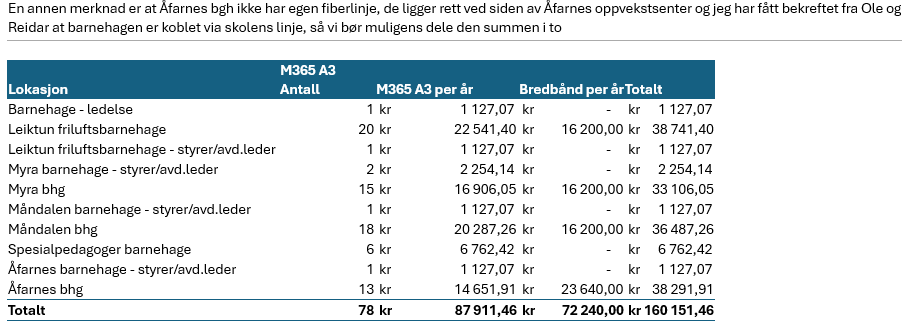 En annen merknad er at Åfarnes bgh ikke har egen fiberlinje, de ligger rett ved siden av Åfarnes oppvekstsenter og jeg har fått bekreftet fra Ole og
Reidar at barnehagen er koblet via skolens linje, så vi bør muligens dele den summen i to
M365 A3
Lokasjon Antall M365 A3 per år Bredbånd per år Totalt
Barnehage - ledelse 1 kr 1 127,07 kr - kr 1 127,07
Leiktun friluftsbarnehage 20 kr 22 541,40 kr 16 200,00 kr 38 741,40
Leiktun friluftsbarnehage - styrer/avd.leder 1 kr 1 127,07 kr - kr 1 127,07
Myra barnehage - styrer/avd.leder 2 kr 2 254,14 kr - kr 2 254,14
Myra bhg 15 kr 16 906,05 kr 16 200,00 kr 33 106,05
Måndalen barnehage - styrer/avd.leder 1 kr 1 127,07 kr - kr 1 127,07
Måndalen bhg 18 kr 20 287,26 kr 16 200,00 kr 36 487,26
Spesialpedagoger barnehage 6 kr 6 762,42 kr - kr 6 762,42
Åfarnes barnehage - styrer/avd.leder 1 kr 1 127,07 kr - kr 1 127,07
Åfarnes bhg 13 kr 14 651,91 kr 23 640,00 kr 38 291,91
Totalt 78 kr 87 911,46 kr 72 240,00 kr 160 151,46